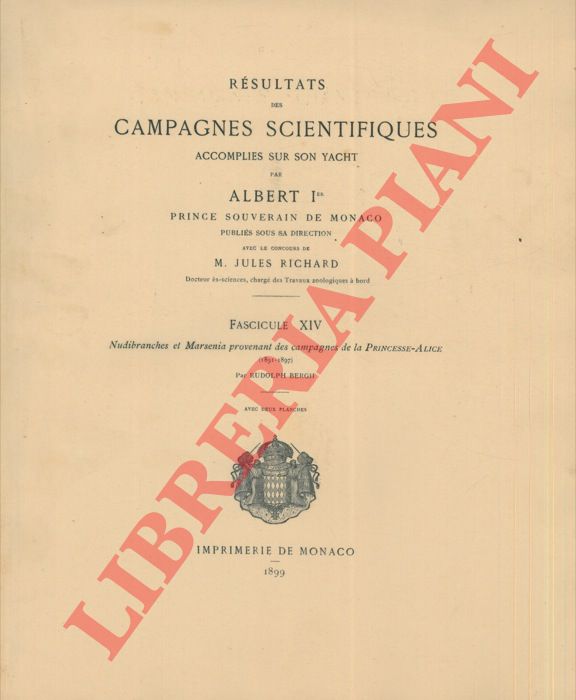 RÉSULTATS
DES
CAMPAGNES SCIENTIFIQUES
ACCOMPLIES SUR SON YACHT
PAR
ALBERT Ier
PRINCE SOUVERAIN DE MONACO
PUBLIÉS SOUS SA DIRECTION
AVEC LE CONCOURS DE
M. JULES RICHARD
Docteur ès-sciences, chargé des Travaux zoologiques à bord
FASCICULE XIV
Nudibranches et Marsenia provenant des campagnes de la PRINCESSE-ALICE
(1891-1897)
Par RUDOLPH BERGH
AVEC DEUX PLANCHES
IMPRIMERIE DE MONACO
1899
LIBRERIA PIANI